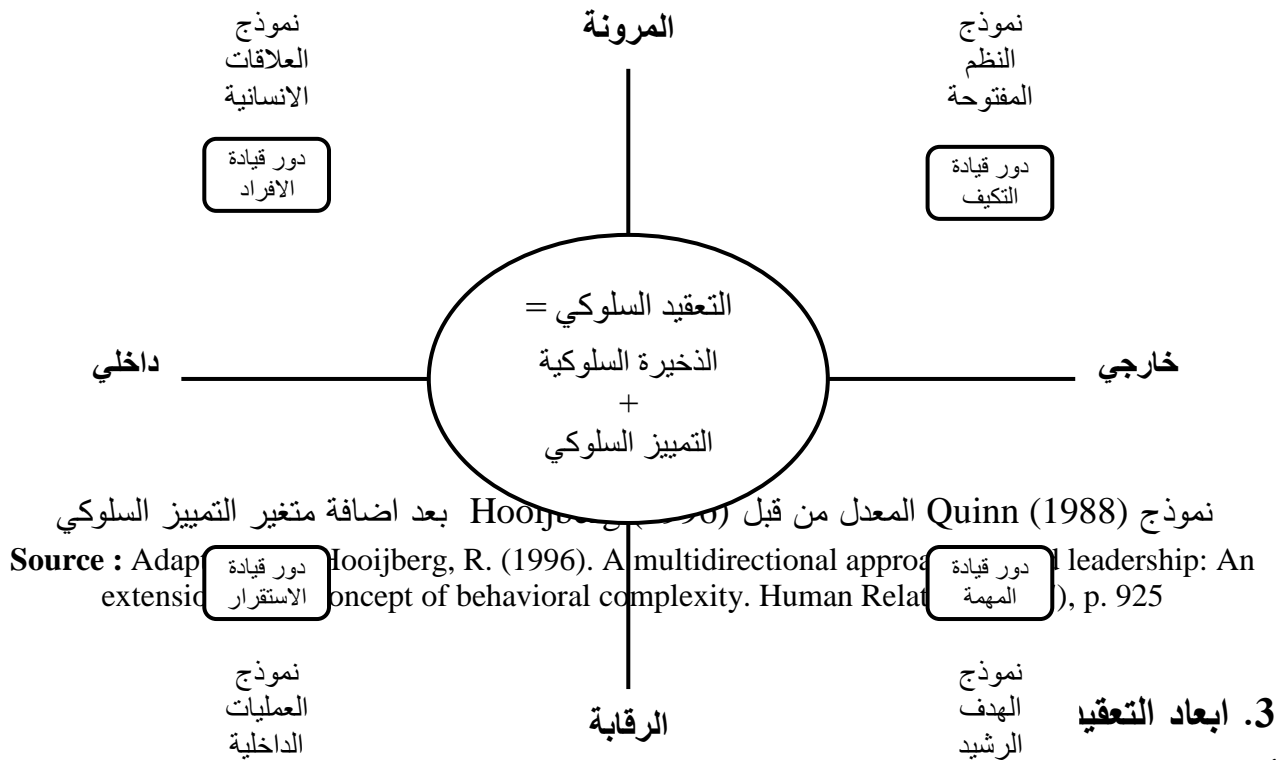 المرونة
نموذج
النظم
المفتوحة
نموذج
العلاقات
الانسانية
دور قيادة
التكيف
دور قيادة
الافراد
التعقيد السلوكي =
الذخيرة السلوكية
+
التمييز السلوكي
خارجي
داخلي
نموذج Quinn (1988) المعدل من قبل بعد اضافة متغير التمييز السلوكي
Source : Hooijberg, R. (1996). A multidirectional leadership: An
of behavioral complexity. Human p. 925
دور قيادة
المهمة
دور قيادة
الاستقرار
نموذج
الهدف
الرشيد
نموذج
العمليات
الداخلية
الرقابة
3. ابعاد